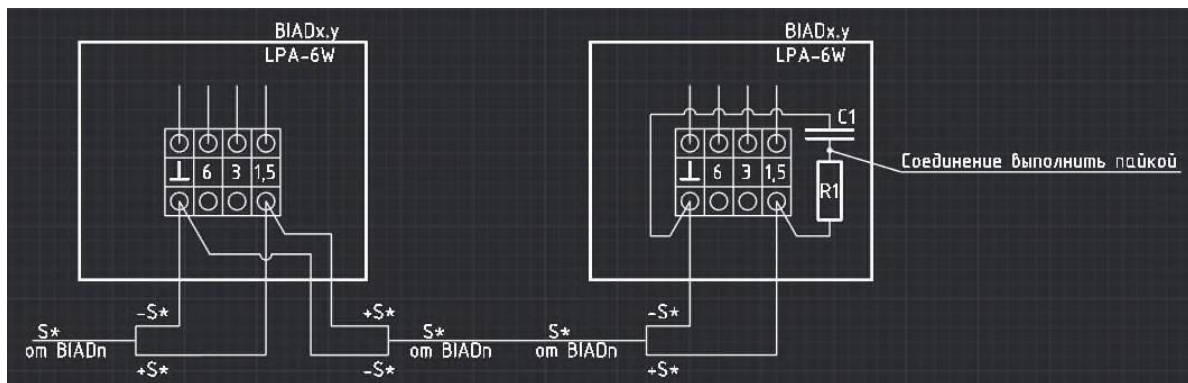 BIADx.y
LPA-6W
⊥ 6 3 1,5
-S*
S*
от BIADn
+S*
+S*
S*
от BIADn
-S*
BIADx.y
LPA-6W
C1
⊥ 6 3 1,5
R1
Соединение выполнить пайкой
S*
от BIADn
-S*
+S*